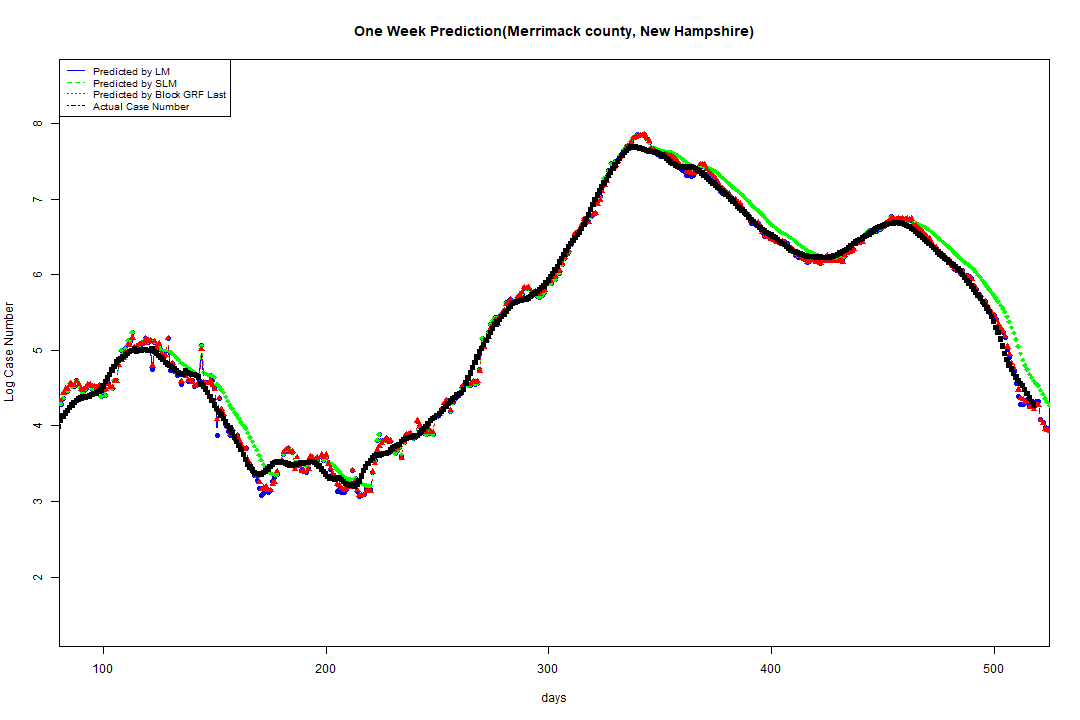 One Week Prediction(Merrimack county, New Hampshire)
Predicted by LM
Predicted by SLM
Predicted by Block GRF Last
Actual Case Number
8
7
6
5
4
3
2
Log Case Number
100 200 300 400 500
days